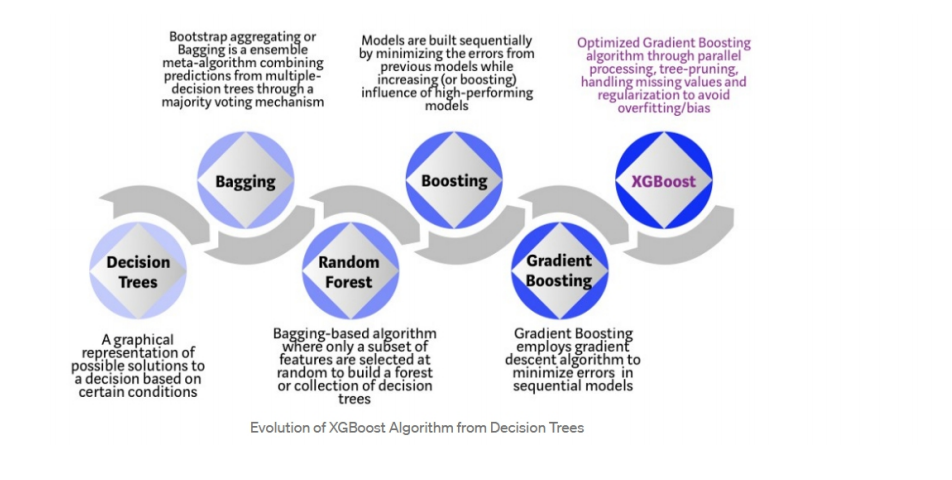 Bootstrap aggregating or
Bagging is a ensemble
meta-algorithm combining
predictions from multiple-
decision trees through a
majority voting mechanism
Models are built sequentially
by minimizing the errors from
previous models while
increasing (or boosting)
influence of high-performing
models
Optimized Gradient Boosting
algorithm through parallel
processing, tree-pruning,
handling missing values and
regularization to avoid
overfitting/bias
Bagging
Boosting
XGBoost
Decision
Trees
Random
Forest
Gradient
Boosting
A graphical
representation of
possible solutions to
a decision based on
certain conditions
Bagging-based algorithm
where only a subset of
features are selected at
random to build a forest
or collection of decision
trees
Gradient Boosting
employs gradient
descent algorithm to
minimize errors in
sequential models
Evolution of XGBoost Algorithm from Decision Trees